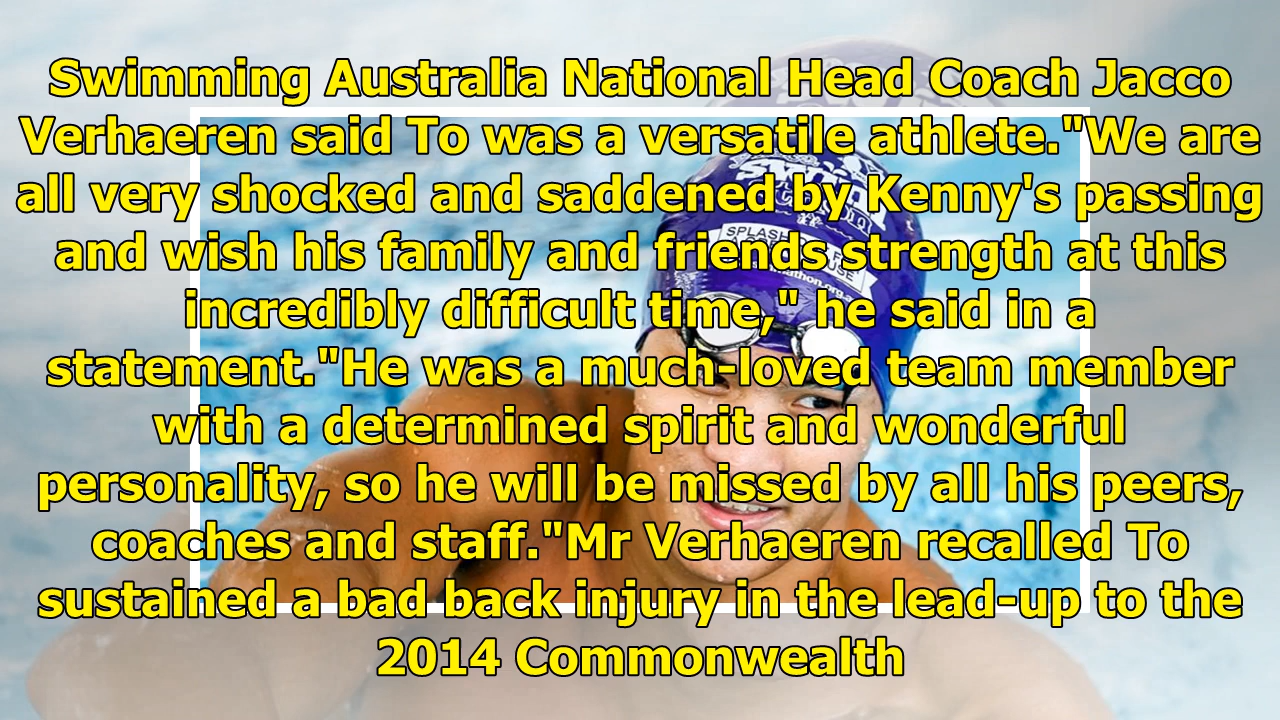 Swimming Australia National Head Coach Jacco
Verhaeren said To was a versatile athlete."We are
all very shocked and saddened by Kenny's passing
and wish his family and friends strength at this
incredibly difficult time," he said in a
statement."He was a much-loved team member
with a determined spirit and wonderful
personality, so he will be missed by all his peers,
coaches and staff."Mr Verhaeren recalled To
sustained a bad back injury in the lead-up to the
2014 Commonwealth